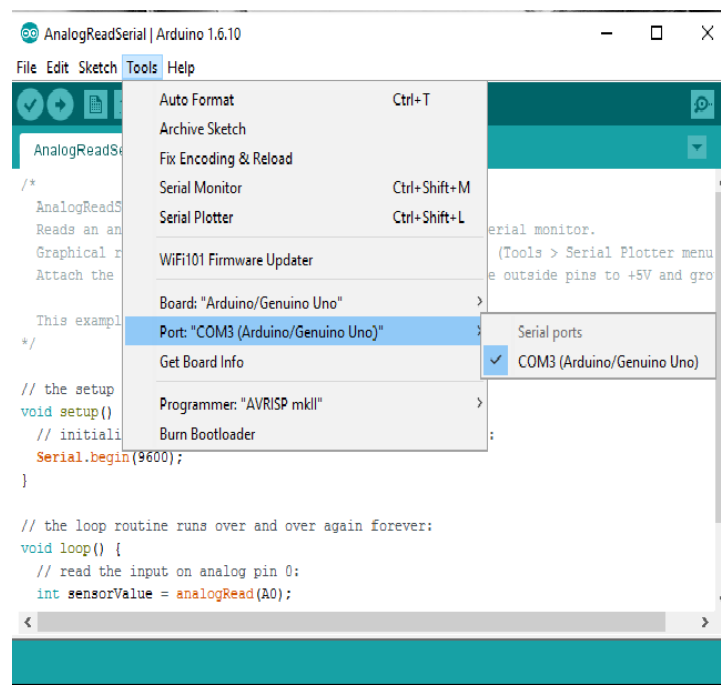 AnalogReadSerial | Arduino 1.6.10
File Edit Sketch Tools Help
Auto Format Ctrl+T
Archive Sketch
AnalogReadSe
Fix Encoding & Reload
/*
Serial Monitor Ctrl+Shift+M
AnalogReadS
Serial Plotter Ctrl+Shift+L
Reads an an erial monitor.
Graphical r (Tools > Serial Plotter menu
WiFi101 Firmware Updater
Attach the e outside pins to +5V and gro
Board: "Arduino/Genuino Uno"
This exampl
Port: "COM3 (Arduino/Genuino Uno)" Serial ports
*/
Get Board Info COM3 (Arduino/Genuino Uno)
// the setup
Programmer: "AVRISP mkII"
void setup()
// initiali :
Burn Bootloader
Serial.begin(9600);
}
// the loop routine runs over and over again forever:
void loop() {
// read the input on analog pin 0:
int sensorValue = analogRead(A0);